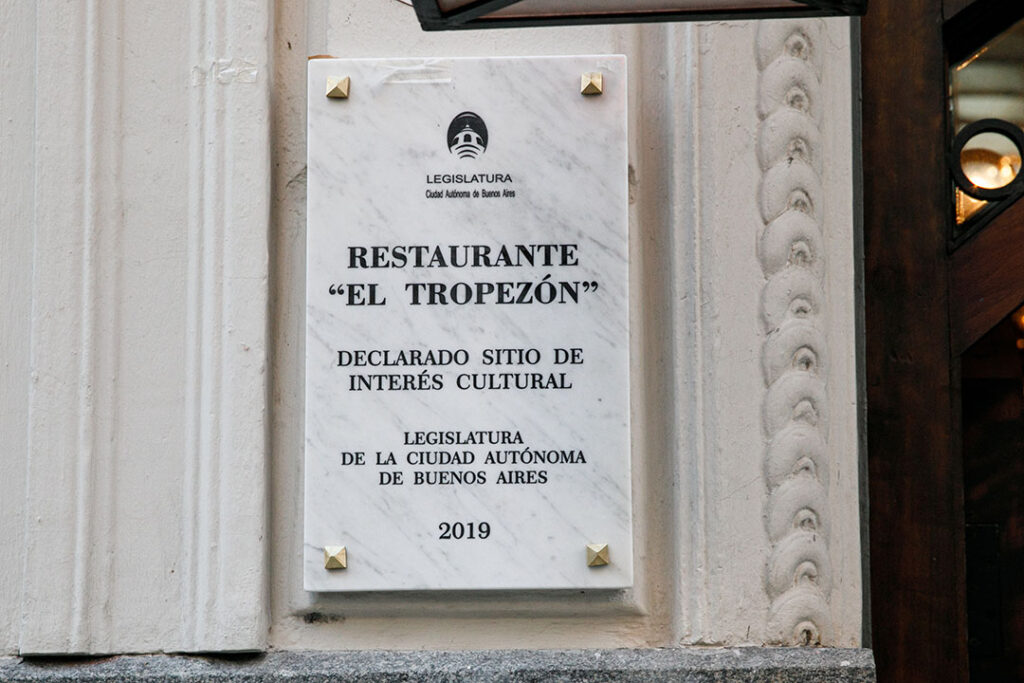 LEGISLATURA
Ciudad Autónoma de Buenos Aires
RESTAURANTE
“EL TROPEZÓN”
DECLARADO SITIO DE
INTERÉS CULTURAL
LEGISLATURA
DE LA CIUDAD AUTÓNOMA
DE BUENOS AIRES
2019